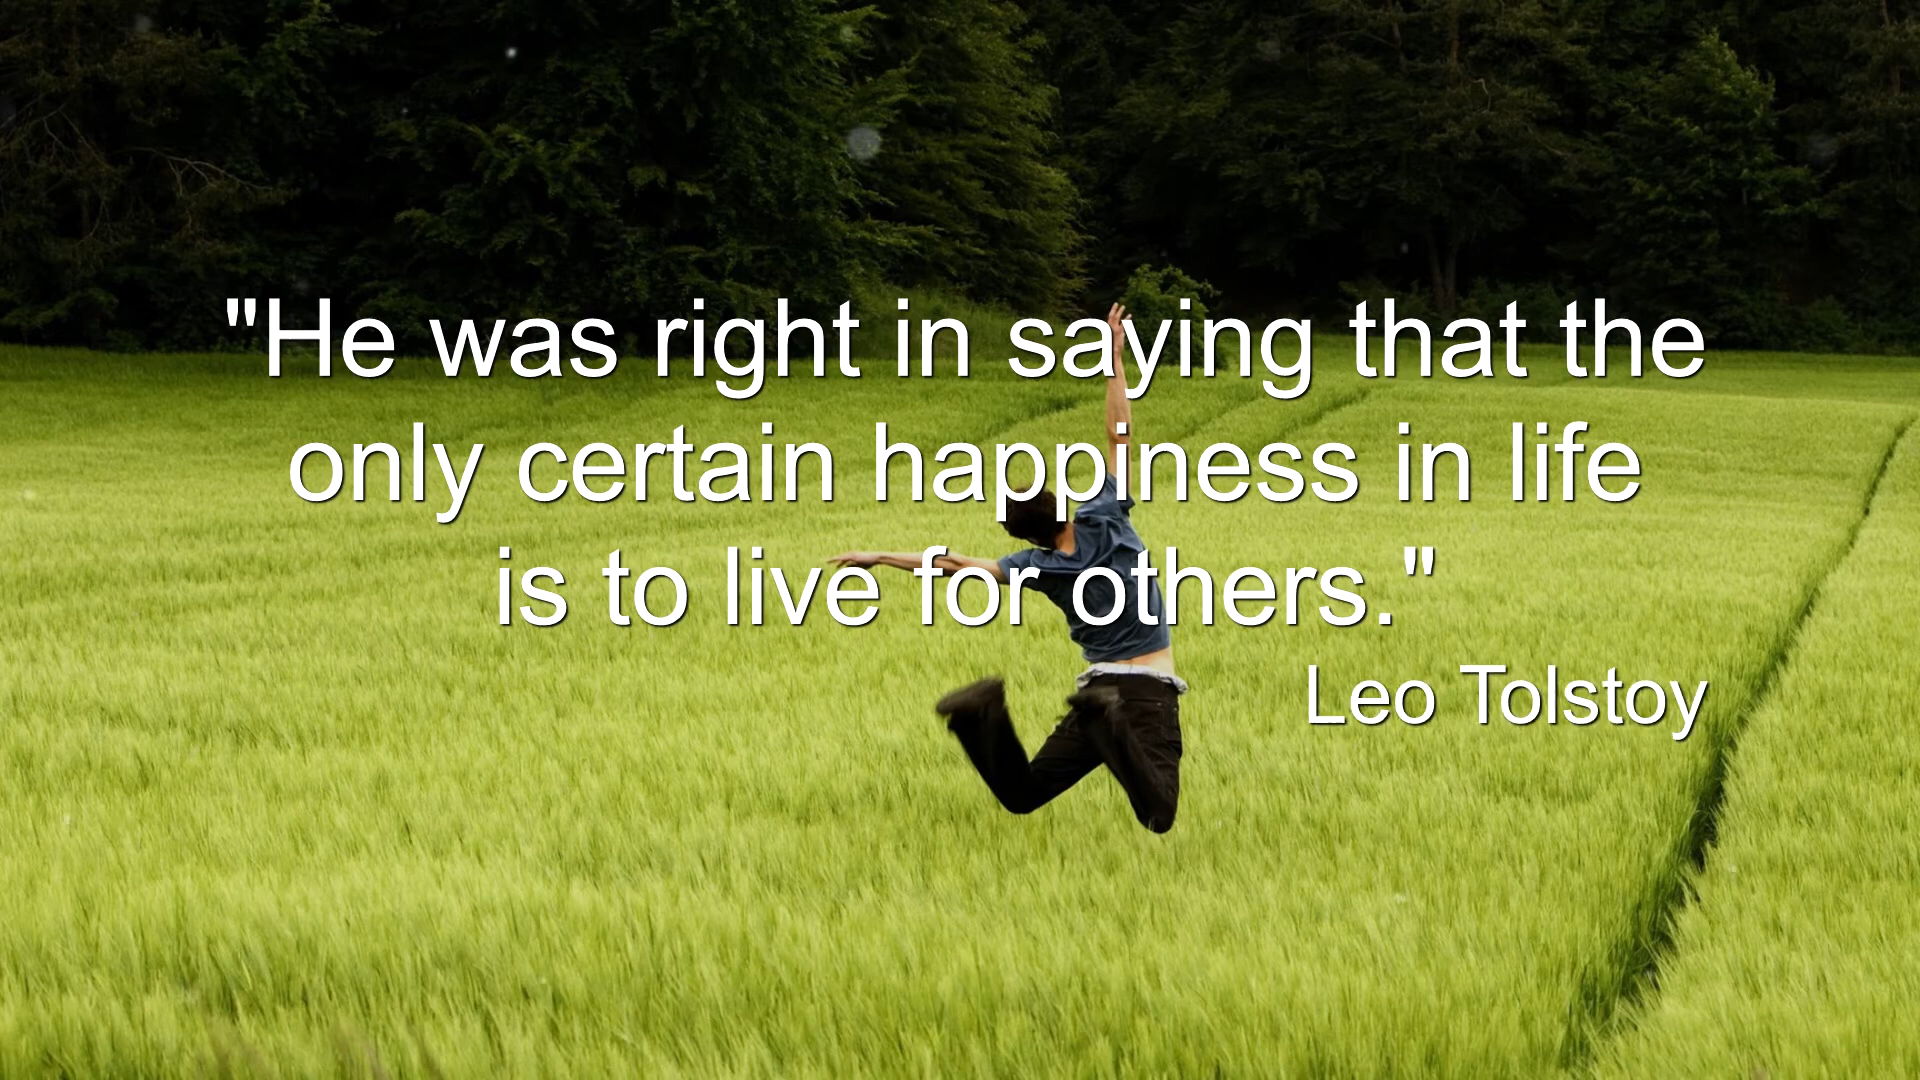 "He was right in saying that the
only certain happiness in life
is to live for others."
Leo Tolstoy